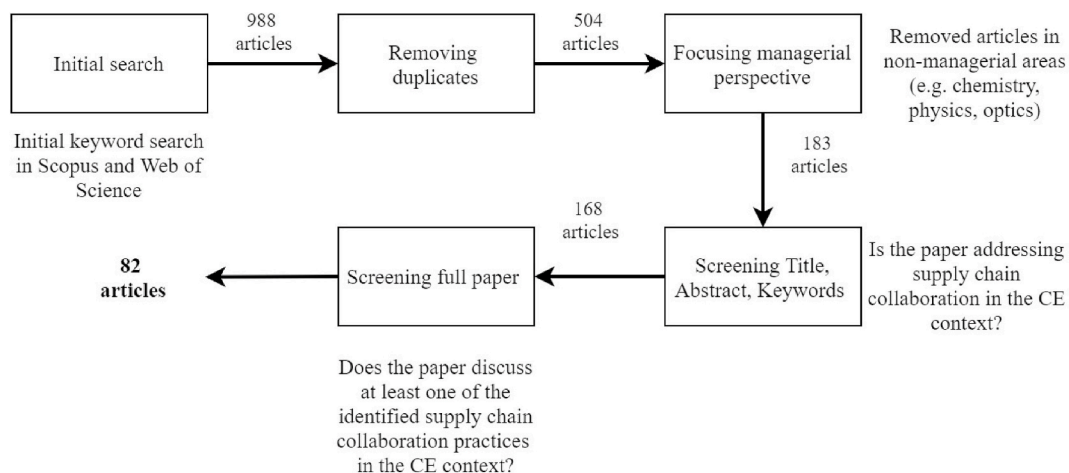 988
articles
504
articles
Initial search
Removing
duplicates
Focusing managerial
perspective
Removed articles in
non-managerial areas
(e.g. chemistry,
physics, optics)
Initial keyword search
in Scopus and Web of
Science
183
articles
168
articles
82
articles
Screening full paper
Screening Title,
Abstract, Keywords
Is the paper addressing
supply chain
collaboration in the CE
context?
Does the paper discuss
at least one of the
identified supply chain
collaboration practices
in the CE context?